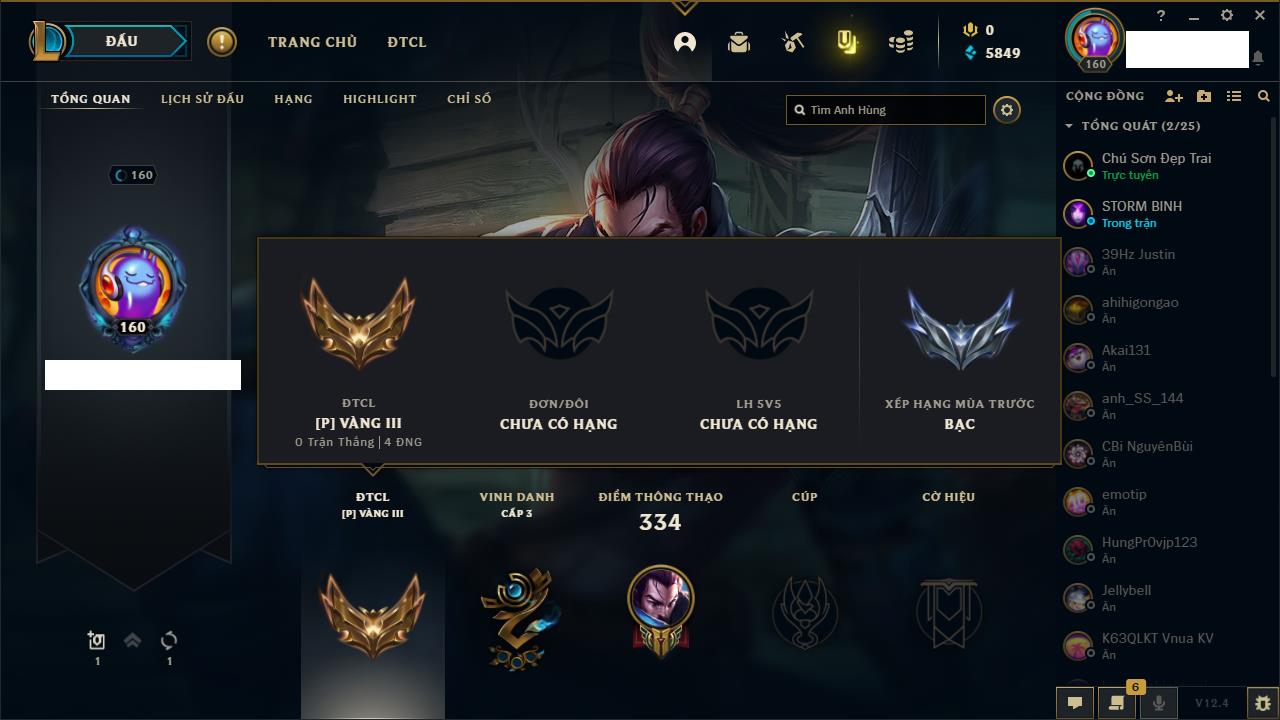 ĐẤU
TRANG CHỦ
ĐTCL
0
5849
?
160
TỔNG QUAN
LỊCH SỬ ĐẤU
HẠNG
HIGHLIGHT
CHỈ SỐ
Tìm Anh Hùng
160
160
ĐTCL
[P] VÀNG III
0 Trận Thắng | 4 ĐNG
ĐƠN/ĐÔI
CHƯA CÓ HẠNG
LH 5V5
CHƯA CÓ HẠNG
XẾP HẠNG MÙA TRƯỚC
BẠC
ĐTCL
[P] VÀNG III
VINH DANH
CẤP 3
ĐIỂM THÔNG THẠO
334
CÚP
CỜ HIỆU
1
1
CỘNG ĐỒNG
TỔNG QUÁT (2/25)
Chú Sơn Đẹp Trai
Trực tuyến
STORM BINH
Trong trận
39Hz Justin
Ẩn
ahihigongao
Ẩn
Akai131
Ẩn
anh_SS_144
Ẩn
CBi NguyênBùi
Ẩn
emotip
Ẩn
HungPr0vjp123
Ẩn
Jellybell
Ẩn
K63QLKT Vnua KV
Ẩn
6
V12.4